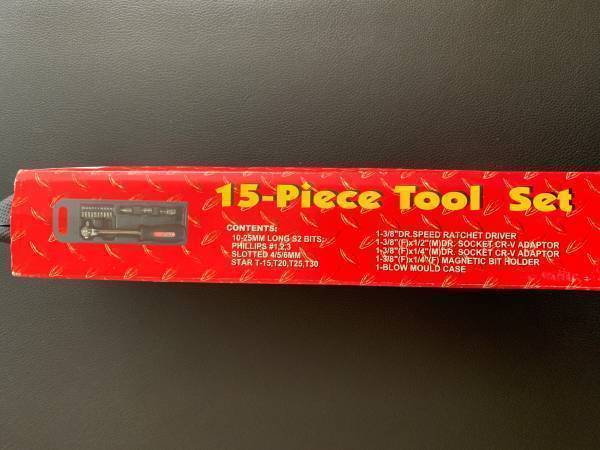 15-Piece Tool Set
CONTENTS:
10-25MM LONG S2 BITS:
PHILLIPS #1,2,3
SLOTTED 4/5/6MM
STAR T-15,T20,T25,T30
1-3/8"DR.SPEED RATCHET DRIVER
1-3/8"(F)x1/2"(M)DR. SOCKET CR-V ADAPTOR
1-3/8"(F)x1/4"(M)DR. SOCKET CR-V ADAPTOR
1-3/8"(F)x1/4"(F) MAGNETIC BIT HOLDER
1-BLOW MOULD CASE